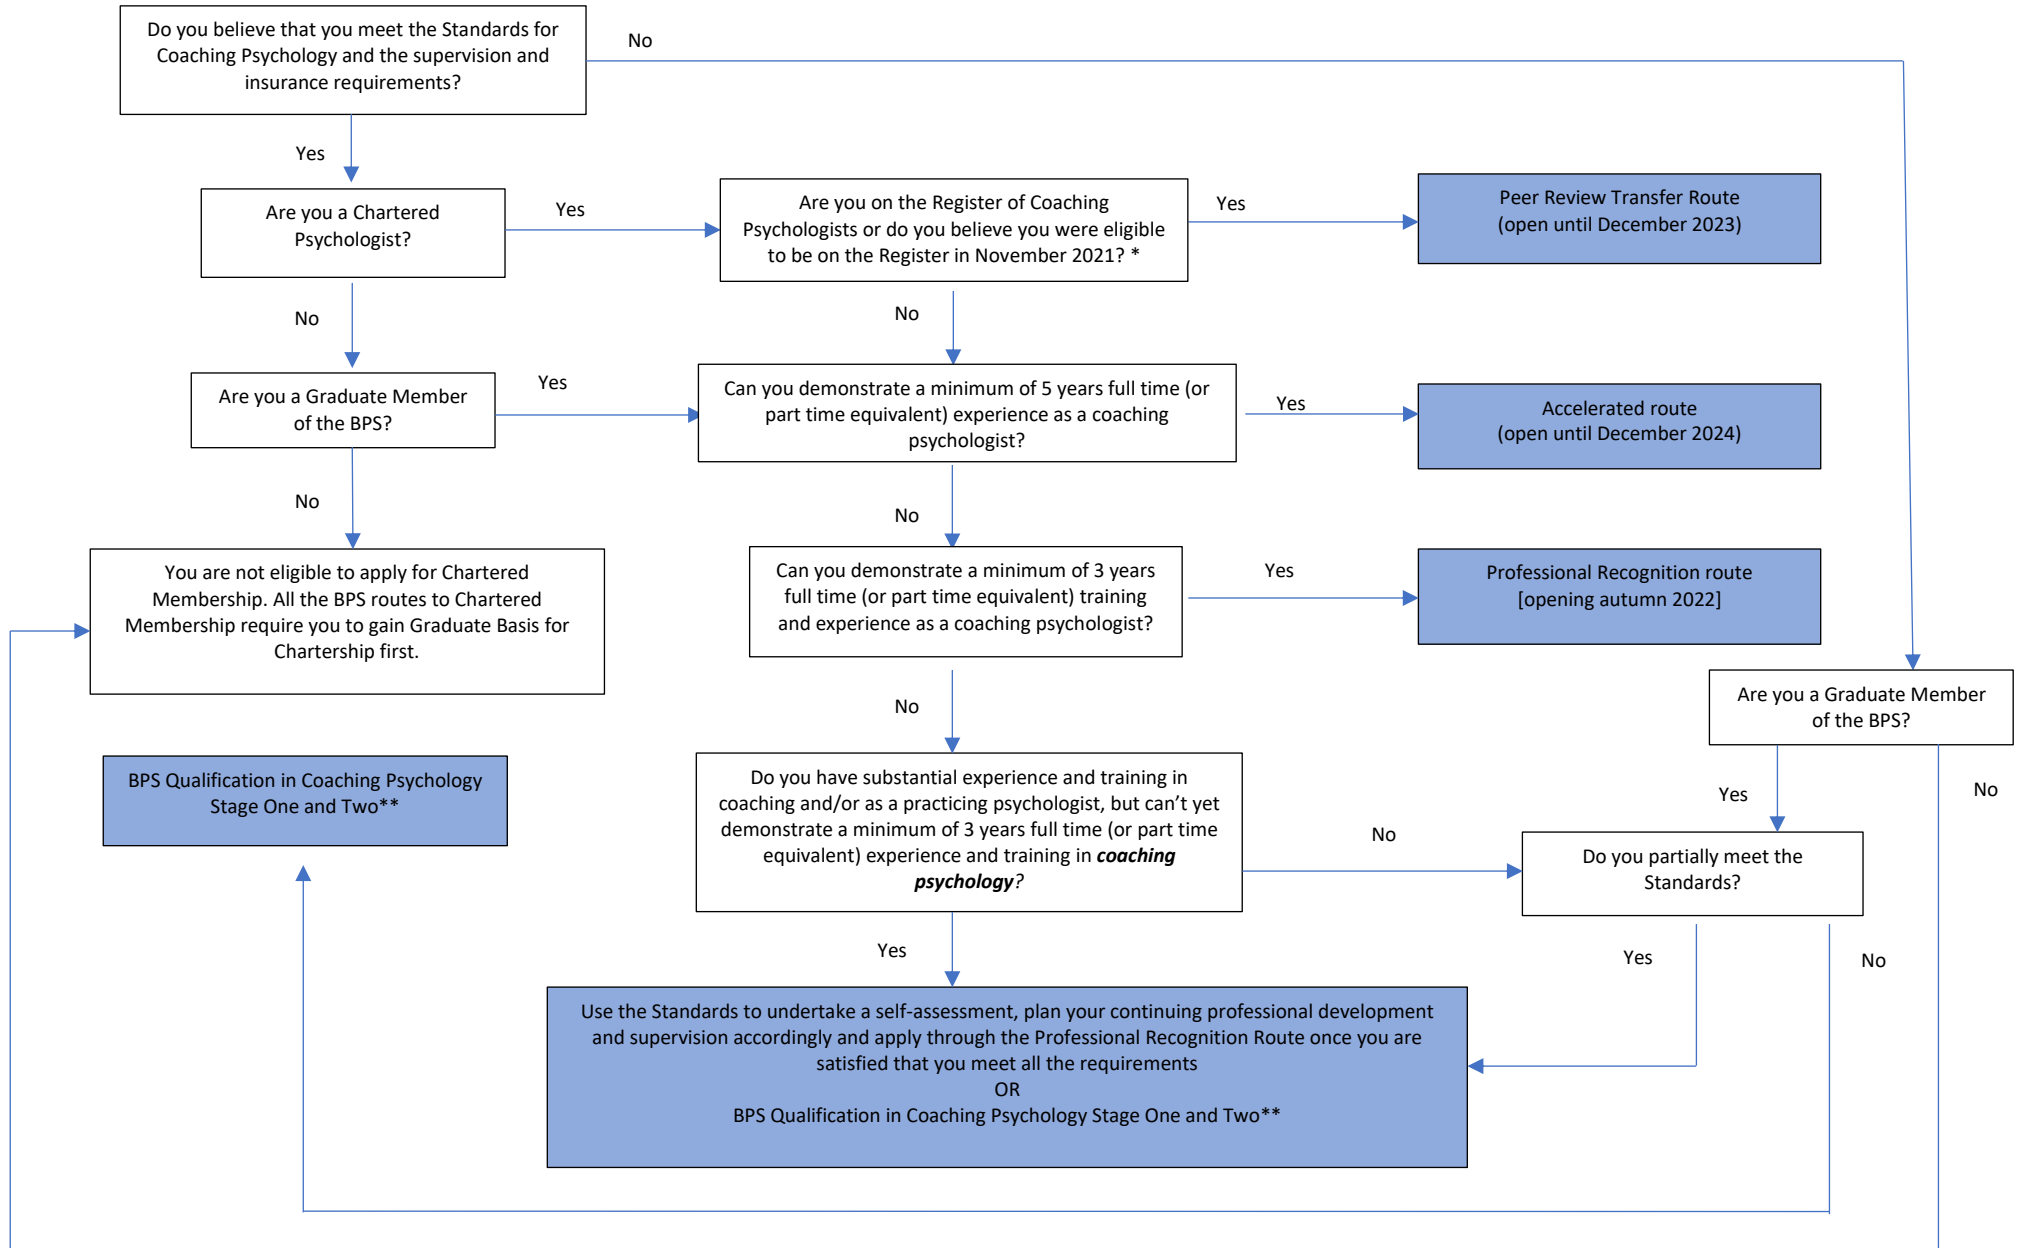 Do you believe that you meet the Standards for
Coaching Psychology and the supervision and
insurance requirements?
No
Yes
Are you a Chartered
Psychologist?
Yes
Are you on the Register of Coaching
Psychologists or do you believe you were eligible
to be on the Register in November 2021? *
Yes
Peer Review Transfer Route
(open until December 2023)
No
No
Are you a Graduate Member
of the BPS?
Yes
Can you demonstrate a minimum of 5 years full time (or
part time equivalent) experience as a coaching
psychologist?
Yes
Accelerated route
(open until December 2024)
No
No
You are not eligible to apply for Chartered
Membership. All the BPS routes to Chartered
Membership require you to gain Graduate Basis for
Chartership first.
Can you demonstrate a minimum of 3 years
full time (or part time equivalent) training
and experience as a coaching psychologist?
Yes
Professional Recognition route
[opening autumn 2022]
No
Are you a Graduate Member
of the BPS?
Yes
No
BPS Qualification in Coaching Psychology
Stage One and Two**
Do you have substantial experience and training in
coaching and/or as a practicing psychologist, but can’t yet
demonstrate a minimum of 3 years full time (or part time
equivalent) experience and training in coaching
psychology?
No
Do you partially meet the
Standards?
Yes
Yes
No
Use the Standards to undertake a self-assessment, plan your continuing professional development
and supervision accordingly and apply through the Professional Recognition Route once you are
satisfied that you meet all the requirements
OR
BPS Qualification in Coaching Psychology Stage One and Two**